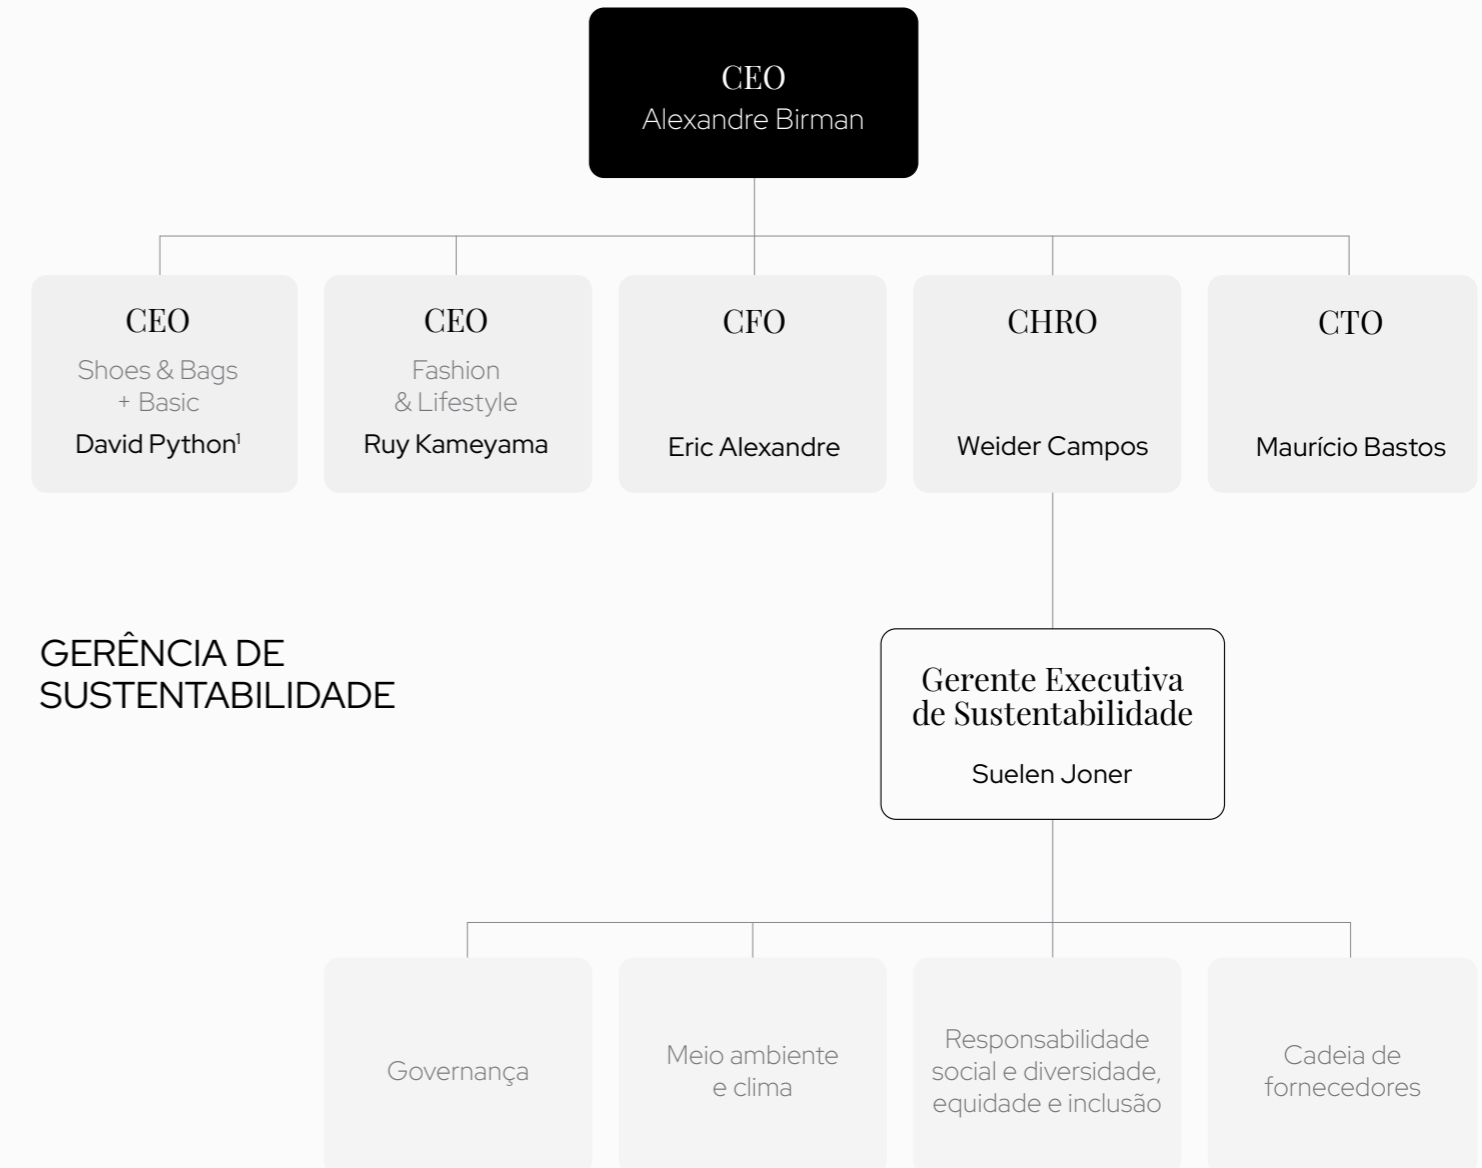 CEO
Alexandre Birman
CEO
Shoes & Bags
+ Basic
David Python¹
CEO
Fashion
& Lifestyle
Ruy Kameyama
CFO
Eric Alexandre
CHRO
Weider Campos
CTO
Maurício Bastos
GERÊNCIA DE
SUSTENTABILIDADE
Gerente Executiva
de Sustentabilidade
Suelen Joner
Governança
Meio ambiente
e clima
Responsabilidade
social e diversidade,
equidade e inclusão
Cadeia de
fornecedores